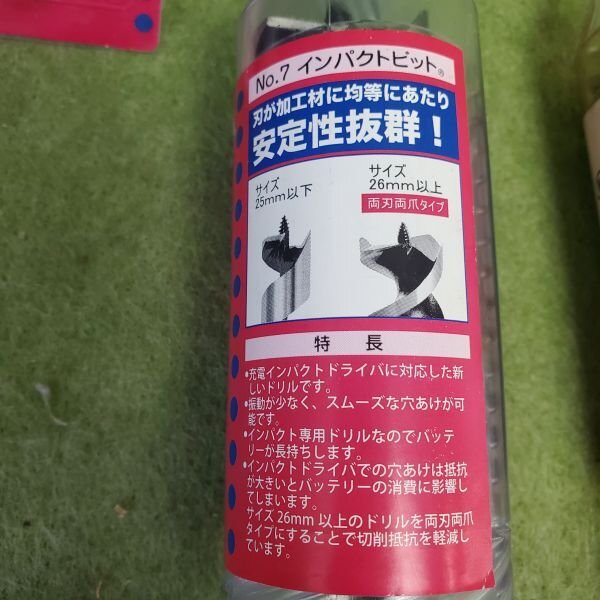 No.7 インパクトビット®
刃が加工材に均等にあたり
安定性抜群！
サイズ
25mm以下
サイズ
26mm以上
両刃両爪タイプ
特 長
•充電インパクトドライバに対応した新
しいドリルです。
•振動が少なく、スムーズな穴あけが可
能です。
•インパクト専用ドリルなのでバッテ
リーが長持ちします。
•インパクトドライバでの穴あけは抵抗
が大きいとバッテリーの消費に影響し
てしまいます。
サイズ26mm以上のドリルを両刃両爪
タイプにすることで切削抵抗を軽減し
ています。